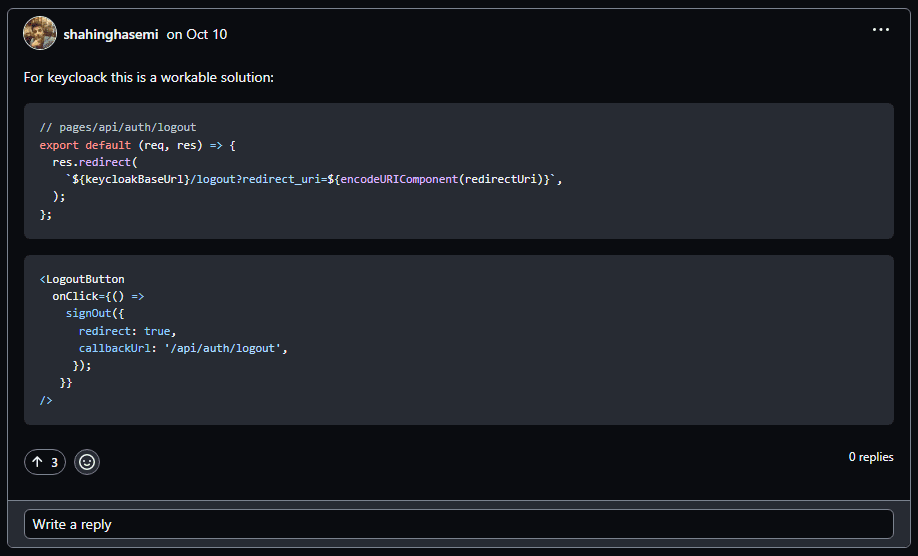 shahinghasemi on Oct 10
For keycloack this is a workable solution:
// pages/api/auth/logout
export default (req, res) => {
  res.redirect(
    `${keycloakBaseUrl}/logout?redirect_uri=${encodeURIComponent(redirectUri)}`,
  );
};
<LogoutButton
  onClick={() =>
    signOut({
      redirect: true,
      callbackUrl: '/api/auth/logout',
     });
   }}
/>
3
0 replies
Write a reply